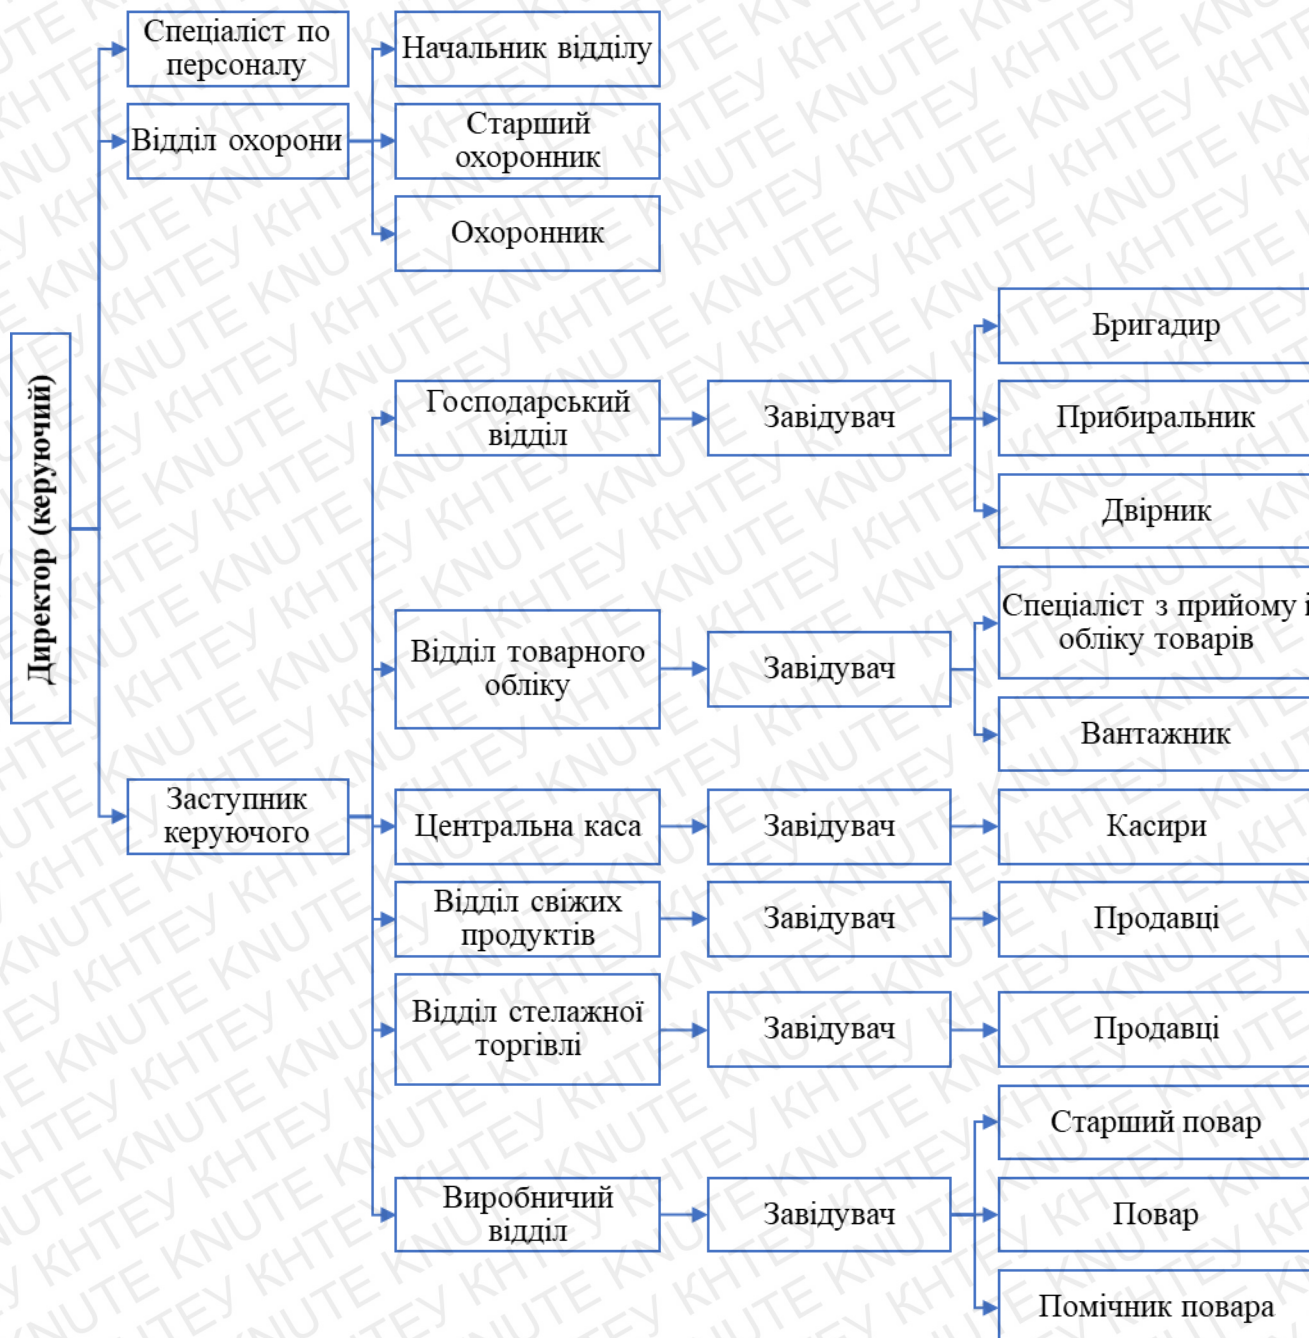 Спеціаліст по
персоналу
Начальник відділу
Відділ охорони
Старший
охоронник
Охоронник
Директор (керуючий)
Господарський
відділ
Завідувач
Бригадир
Прибиральник
Двірник
Відділ товарного
обліку
Завідувач
Спеціаліст з прийому і
обліку товарів
Вантажник
Заступник
керуючого
Центральна каса
Завідувач
Касири
Відділ свіжих
продуктів
Завідувач
Продавці
Відділ стелажної
торгівлі
Завідувач
Продавці
Виробничий
відділ
Завідувач
Старший повар
Повар
Помічник повара